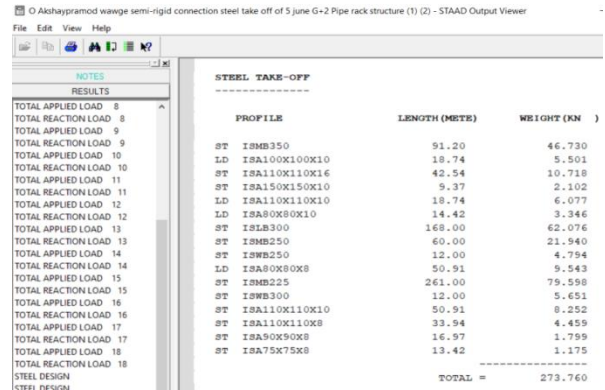 O Akshaypramod wawge semi-rigid connection steel take off of 5 june G+2 Pipe rack structure (1) (2) - STAAD Output Viewer
File Edit View Help
NOTES
RESULTS
TOTAL APPLIED LOAD 8
TOTAL REACTION LOAD 8
TOTAL APPLIED LOAD 9
TOTAL REACTION LOAD 9
TOTAL APPLIED LOAD 10
TOTAL REACTION LOAD 10
TOTAL APPLIED LOAD 11
TOTAL REACTION LOAD 11
TOTAL APPLIED LOAD 12
TOTAL REACTION LOAD 12
TOTAL APPLIED LOAD 13
TOTAL REACTION LOAD 13
TOTAL APPLIED LOAD 14
TOTAL REACTION LOAD 14
TOTAL APPLIED LOAD 15
TOTAL REACTION LOAD 15
TOTAL APPLIED LOAD 16
TOTAL REACTION LOAD 16
TOTAL APPLIED LOAD 17
TOTAL REACTION LOAD 17
TOTAL APPLIED LOAD 18
TOTAL REACTION LOAD 18
STEEL DESIGN
STEEL DESIGN
STEEL TAKE-OFF
--------------
PROFILE LENGTH(METE) WEIGHT(KN )
ST ISMB350 91.20 46.730
LD ISA100X100X10 18.74 5.501
ST ISA110X110X16 42.54 10.718
ST ISA150X150X10 9.37 2.102
LD ISA110X110X10 18.74 6.077
LD ISA80X80X10 14.42 3.346
ST ISLB300 168.00 62.076
ST ISMB250 60.00 21.940
ST ISWB250 12.00 4.794
LD ISA80X80X8 50.91 9.543
ST ISMB225 261.00 79.598
ST ISWB300 12.00 5.651
ST ISA110X110X10 50.91 8.252
ST ISA110X110X8 33.94 4.459
ST ISA90X90X8 16.97 1.799
ST ISA75X75X8 13.42 1.175
----------------
TOTAL = 273.760